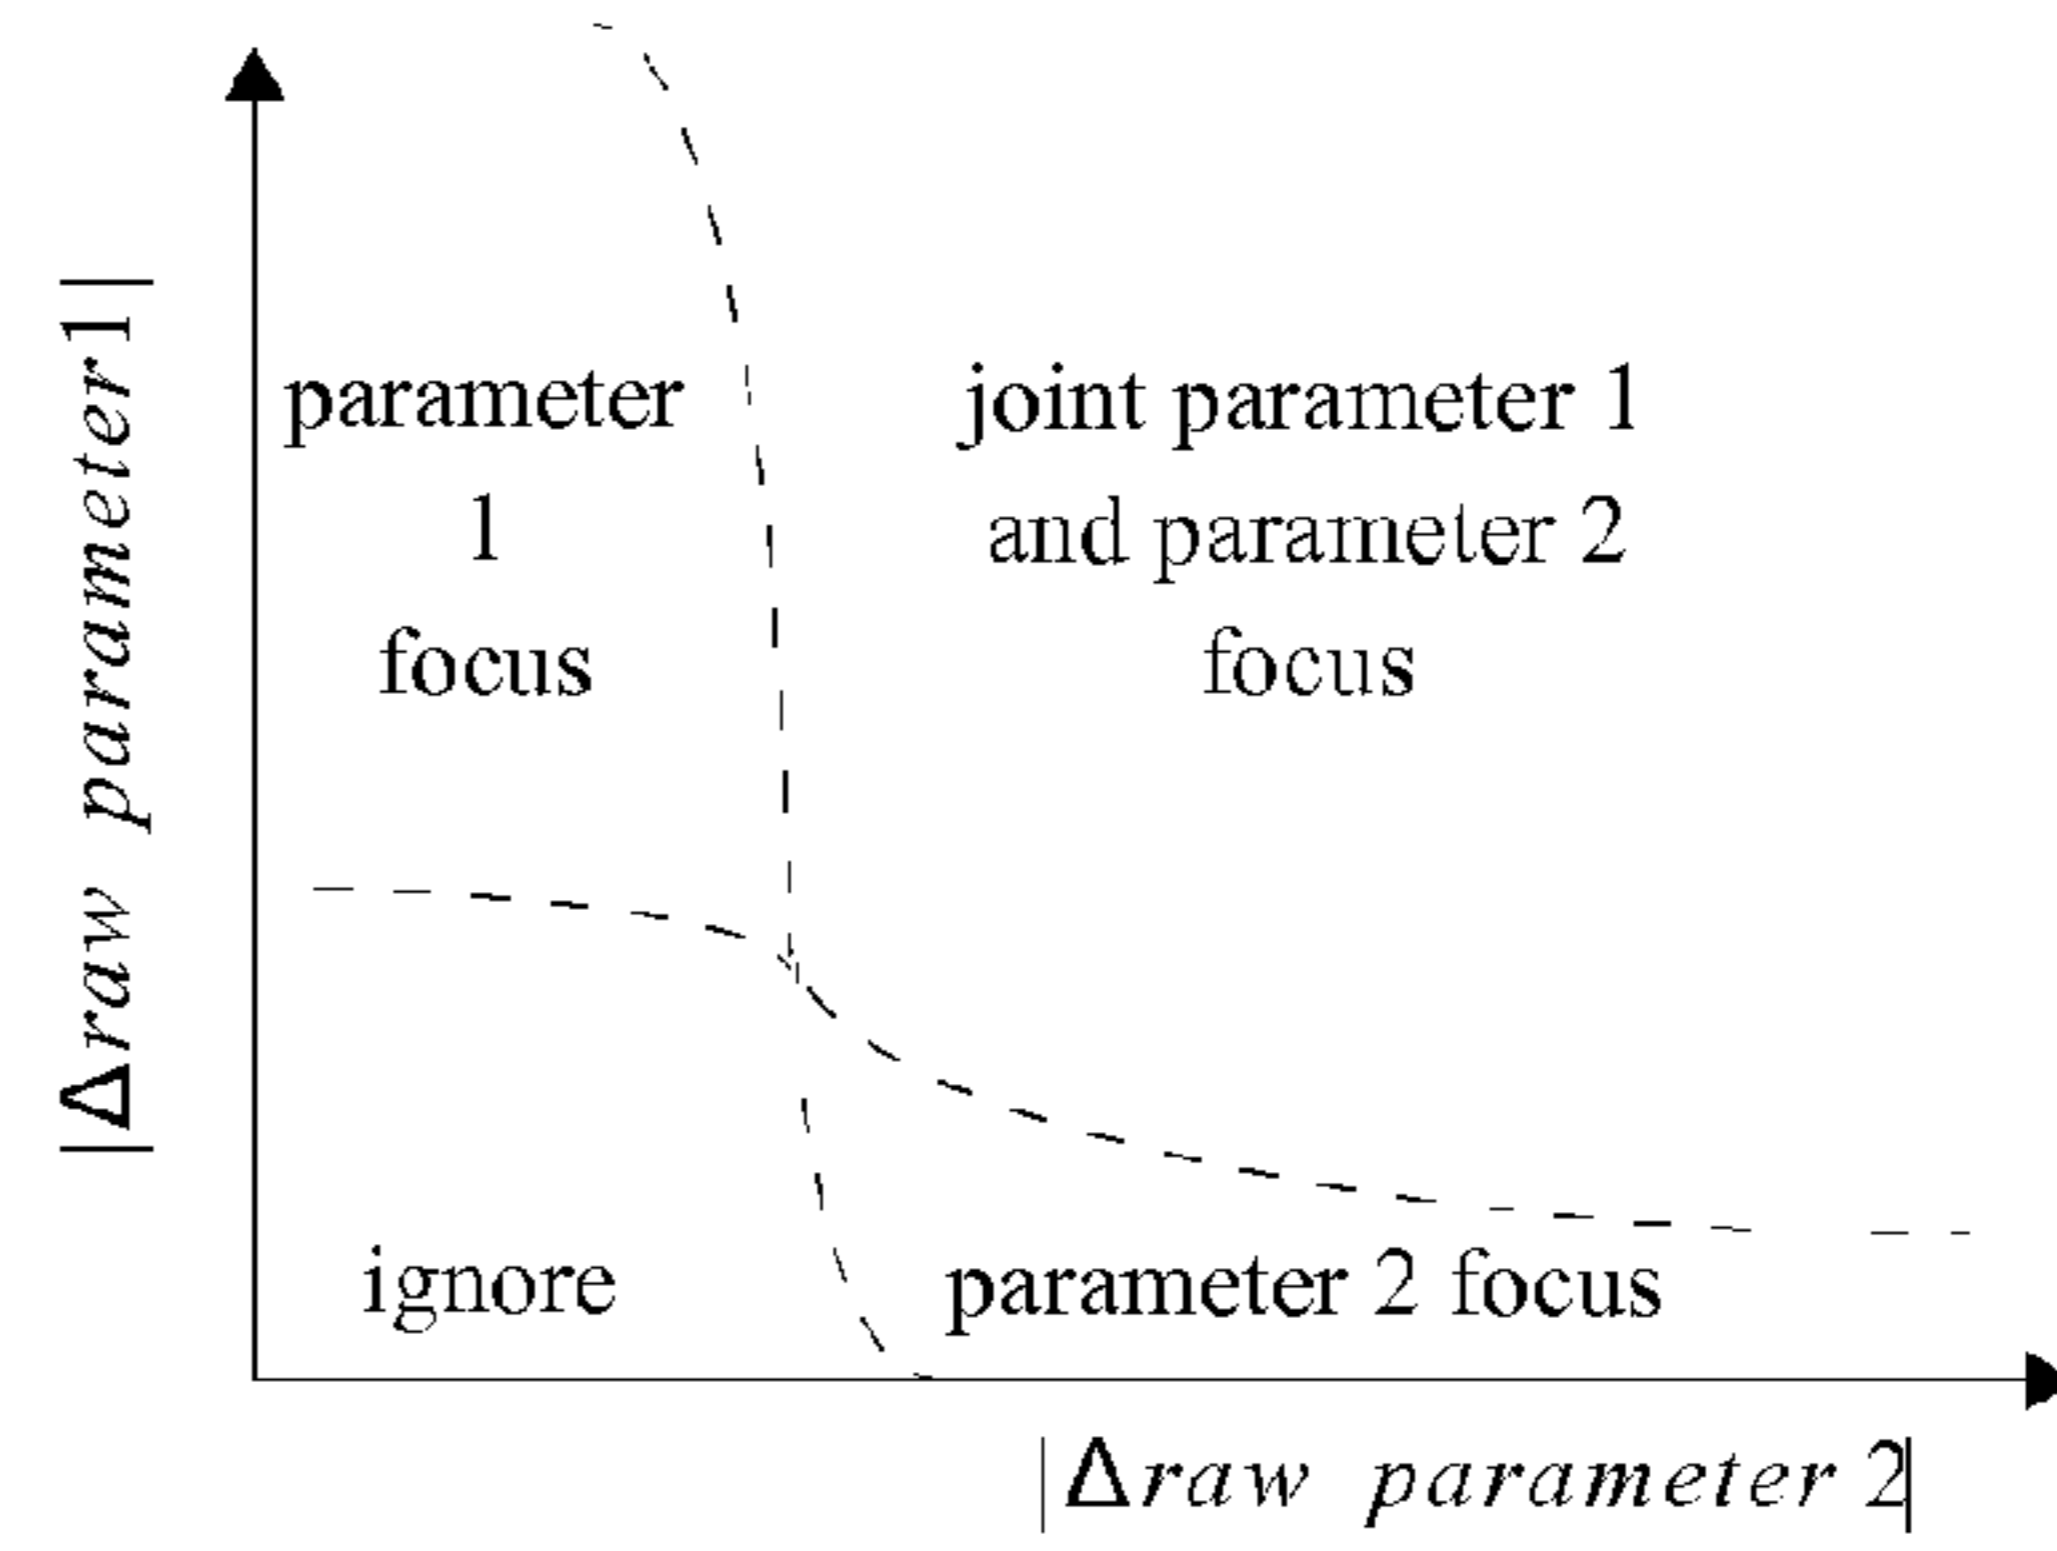 |Δraw parameter1|
parameter
1
focus
joint parameter 1
and parameter 2
focus
ignore
parameter 2 focus
|Δraw parameter 2|